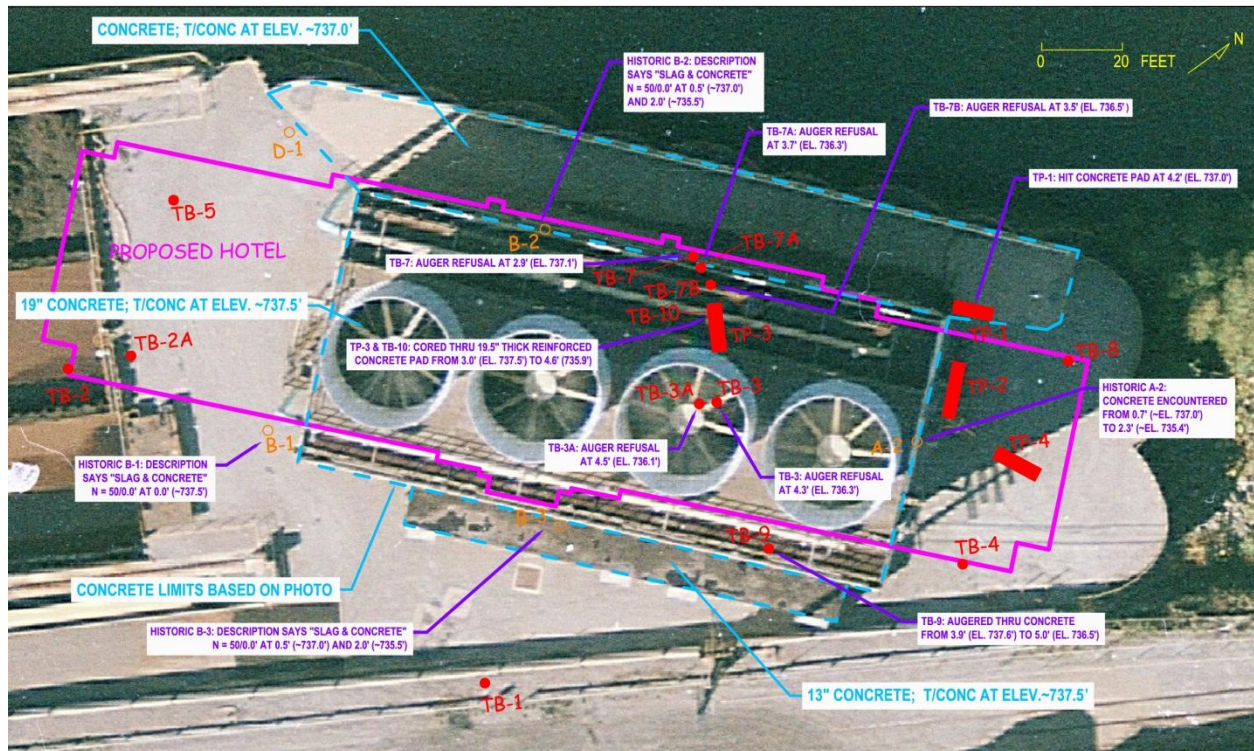 CONCRETE; T/CONC AT ELEV. ~737.0'
HISTORIC B-2: DESCRIPTION
SAYS "SLAG & CONCRETE"
N = 50/0.0' AT 0.5' (~737.0')
AND 2.0' (~735.5')
0 20 FEET
N
TB-7B: AUGER REFUSAL AT 3.5' (EL. 736.5')
TB-7A: AUGER REFUSAL
AT 3.7' (EL. 736.3')
TP-1: HIT CONCRETE PAD AT 4.2' (EL. 737.0')
D-1
TB-5
B-2
PROPOSED HOTEL
TB-7: AUGER REFUSAL AT 2.9' (EL. 737.1')
TB-7
TB-7A
TB-7B
TB-10
TP-3
TP-1
19" CONCRETE; T/CONC AT ELEV. ~737.5'
TP-3 & TB-10: CORED THRU 19.5" THICK REINFORCED
CONCRETE PAD FROM 3.0' (EL. 737.5') TO 4.6' (735.9')
TB-2A
TB-2
TB-8
TP-2
TB-3A
TB-3
HISTORIC A-2:
CONCRETE ENCOUNTERED
FROM 0.7' (~EL. 737.0')
TO 2.3' (~EL. 735.4')
B-1
A-2
TP-4
TB-3A: AUGER REFUSAL
AT 4.5' (EL. 736.1')
TB-3: AUGER REFUSAL
AT 4.3' (EL. 736.3')
HISTORIC B-1: DESCRIPTION
SAYS "SLAG & CONCRETE"
N = 50/0.0' AT 0.0' (~737.5')
B-3
TB-9
TB-4
CONCRETE LIMITS BASED ON PHOTO
HISTORIC B-3: DESCRIPTION SAYS "SLAG & CONCRETE"
N = 50/0.0' AT 0.5' (~737.0') AND 2.0' (~735.5')
TB-9: AUGERED THRU CONCRETE
FROM 3.9' (EL. 737.6') TO 5.0' (EL. 736.5')
TB-1
13" CONCRETE; T/CONC AT ELEV.~737.5'